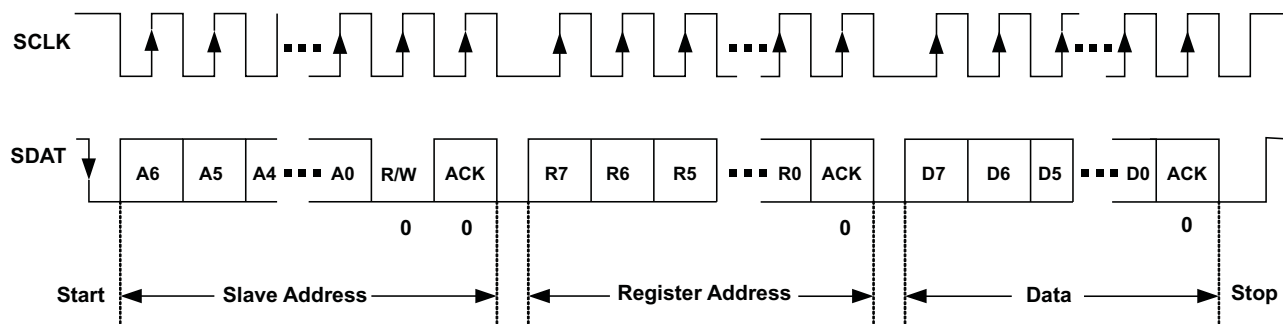 SCLK
SDAT
A6 A5 A4 A0 R/W ACK R7 R6 R5 R0 ACK D7 D6 D5 D0 ACK
0 0 0 0
Start Slave Address Register Address Data Stop